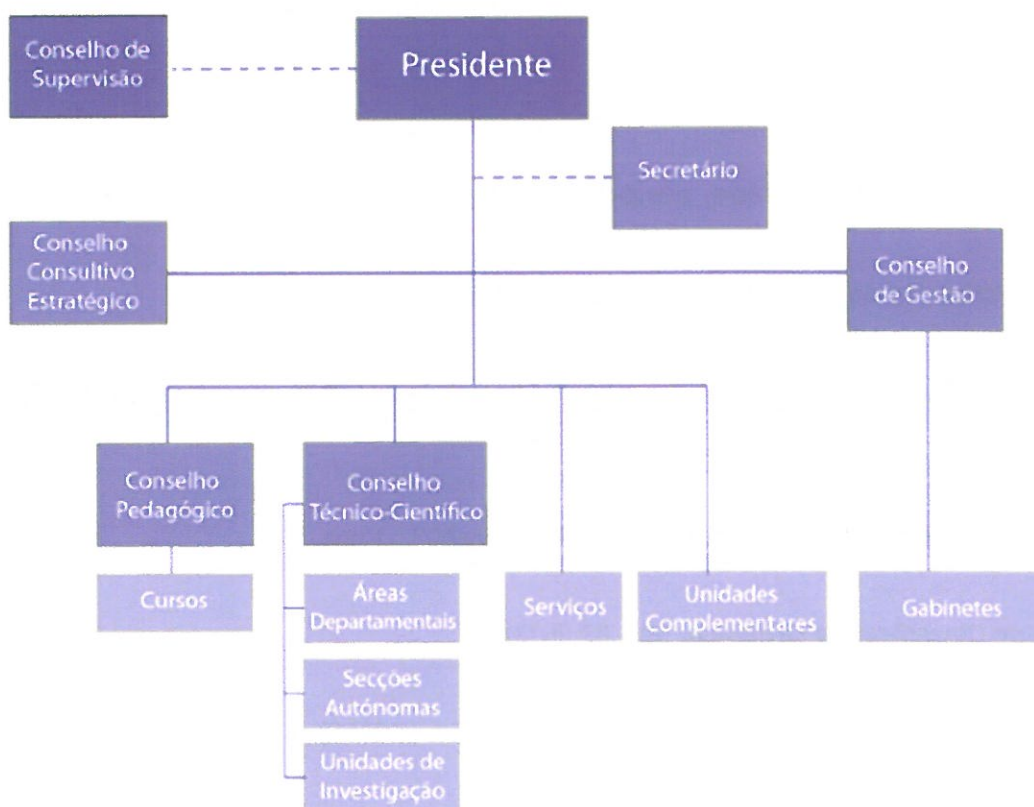 Conselho de
Supervisão
Presidente
Secretário
Conselho
Consultivo
Estratégico
Conselho
de Gestão
Conselho
Pedagógico
Conselho
Técnico-Científico
Cursos
Áreas
Departamentais
Serviços
Unidades
Complementares
Gabinetes
Secções
Autónomas
Unidades de
Investigação